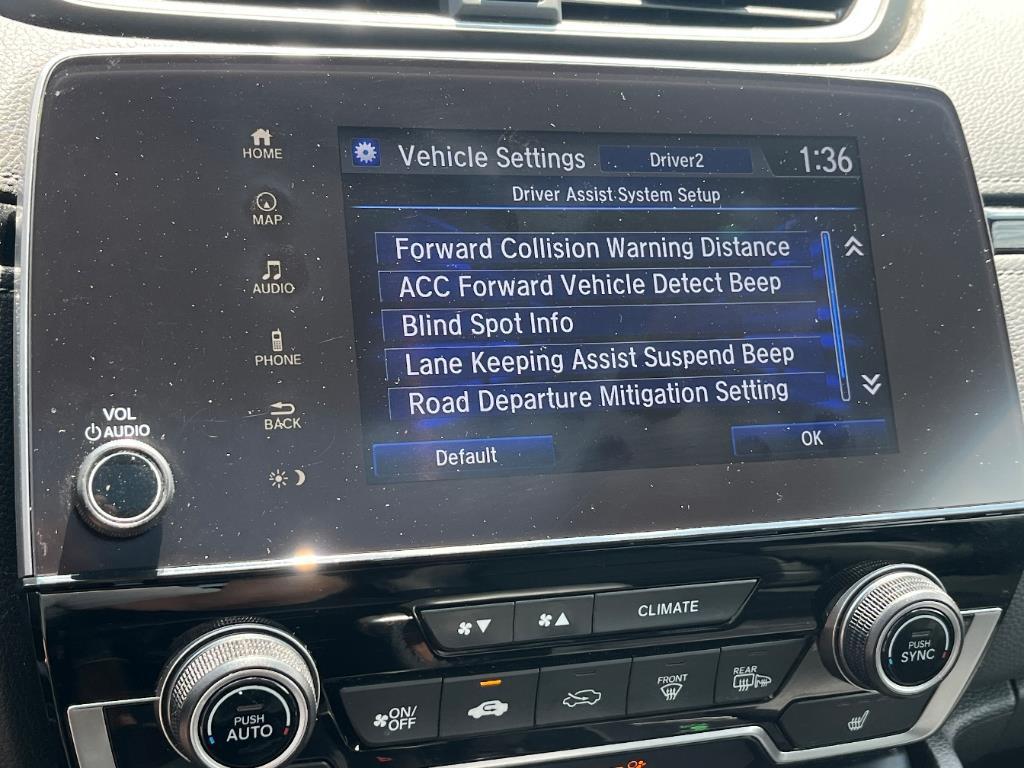 HOME
MAP
AUDIO
PHONE
BACK
VOL
AUDIO
Vehicle Settings
Driver2
1:36
Driver Assist System Setup
Forward Collision Warning Distance
ACC Forward Vehicle Detect Beep
Blind Spot Info
Lane Keeping Assist Suspend Beep
Road Departure Mitigation Setting
Default
OK
CLIMATE
ON/
OFF
FRONT
REAR
PUSH
AUTO
PUSH
SYNC